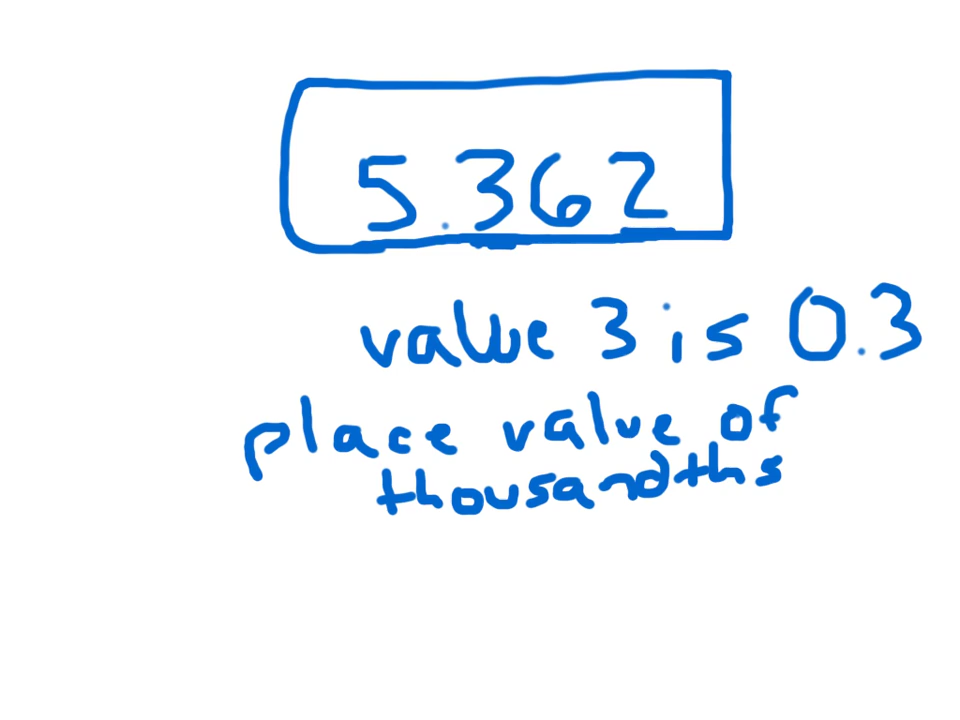 5.362
value 3 is 0.3
place value of
thousandths